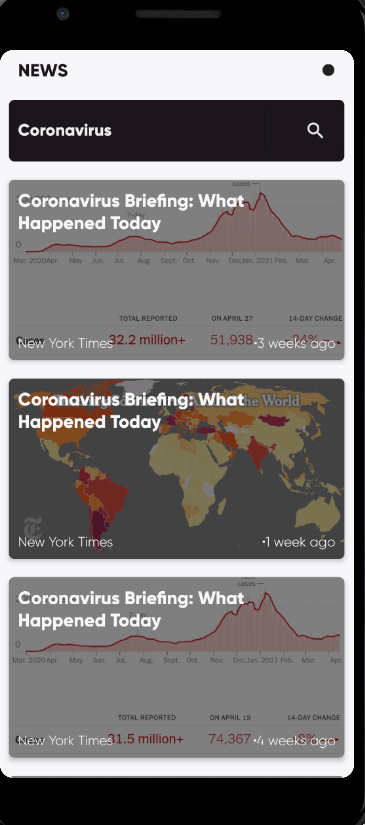 NEWS
Coronavirus
Coronavirus Briefing: What
Happened Today
cases —
Today
0
Mar. 2020 Apr. May Jun. Jul. Aug. Sept. Oct. Nov. Dec. Jan. 2021 Feb. Mar. Apr.
TOTAL REPORTED ON APRIL 27 14-DAY CHANGE
32.2 million+ 51,938 -24%
New York Times •3 weeks ago
Coronavirus Briefing: What
Happened Today
the World
New York Times •1 week ago
Coronavirus Briefing: What
Happened Today
cases —
0
Mar. 2020 Apr. May Jun. Jul. Aug. Sept. Oct. Nov. Dec. Jan. 2021 Feb. Mar. Apr.
TOTAL REPORTED ON APRIL 15 14-DAY CHANGE
31.5 million+ 74,367
New York Times •4 weeks ago